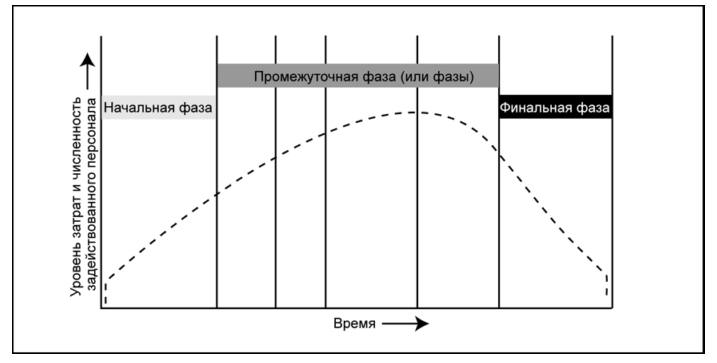 Промежуточная фаза (или фазы)
Начальная фаза
Финальная фаза
Уровень затрат и численность
задействованного персонала
Время